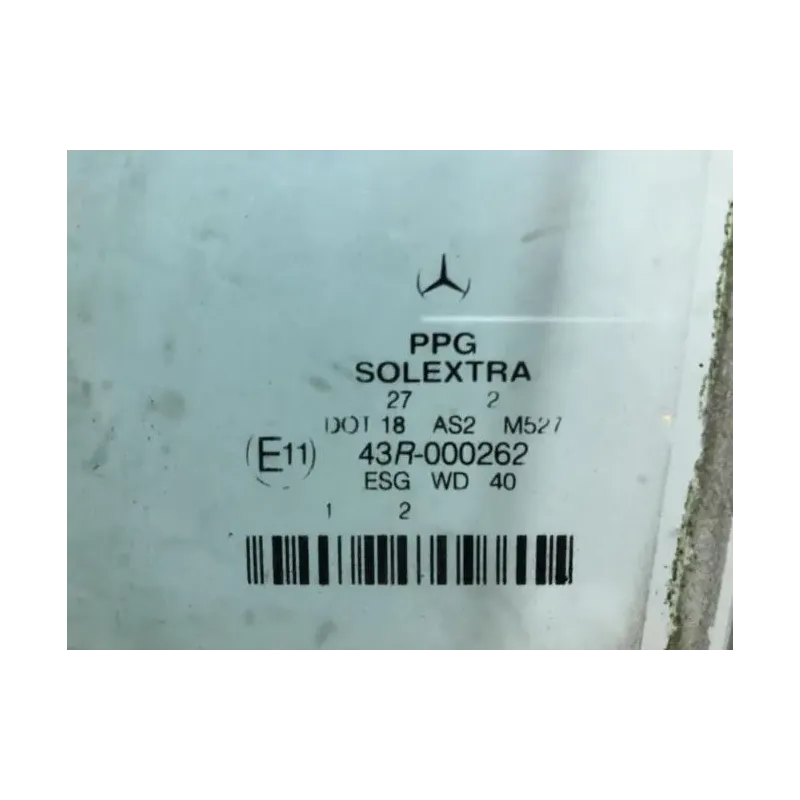 PPG
SOLEXTRA
27 2
DOT 18 AS2 M527
E11 43R-000262
ESG WD 40
1 2